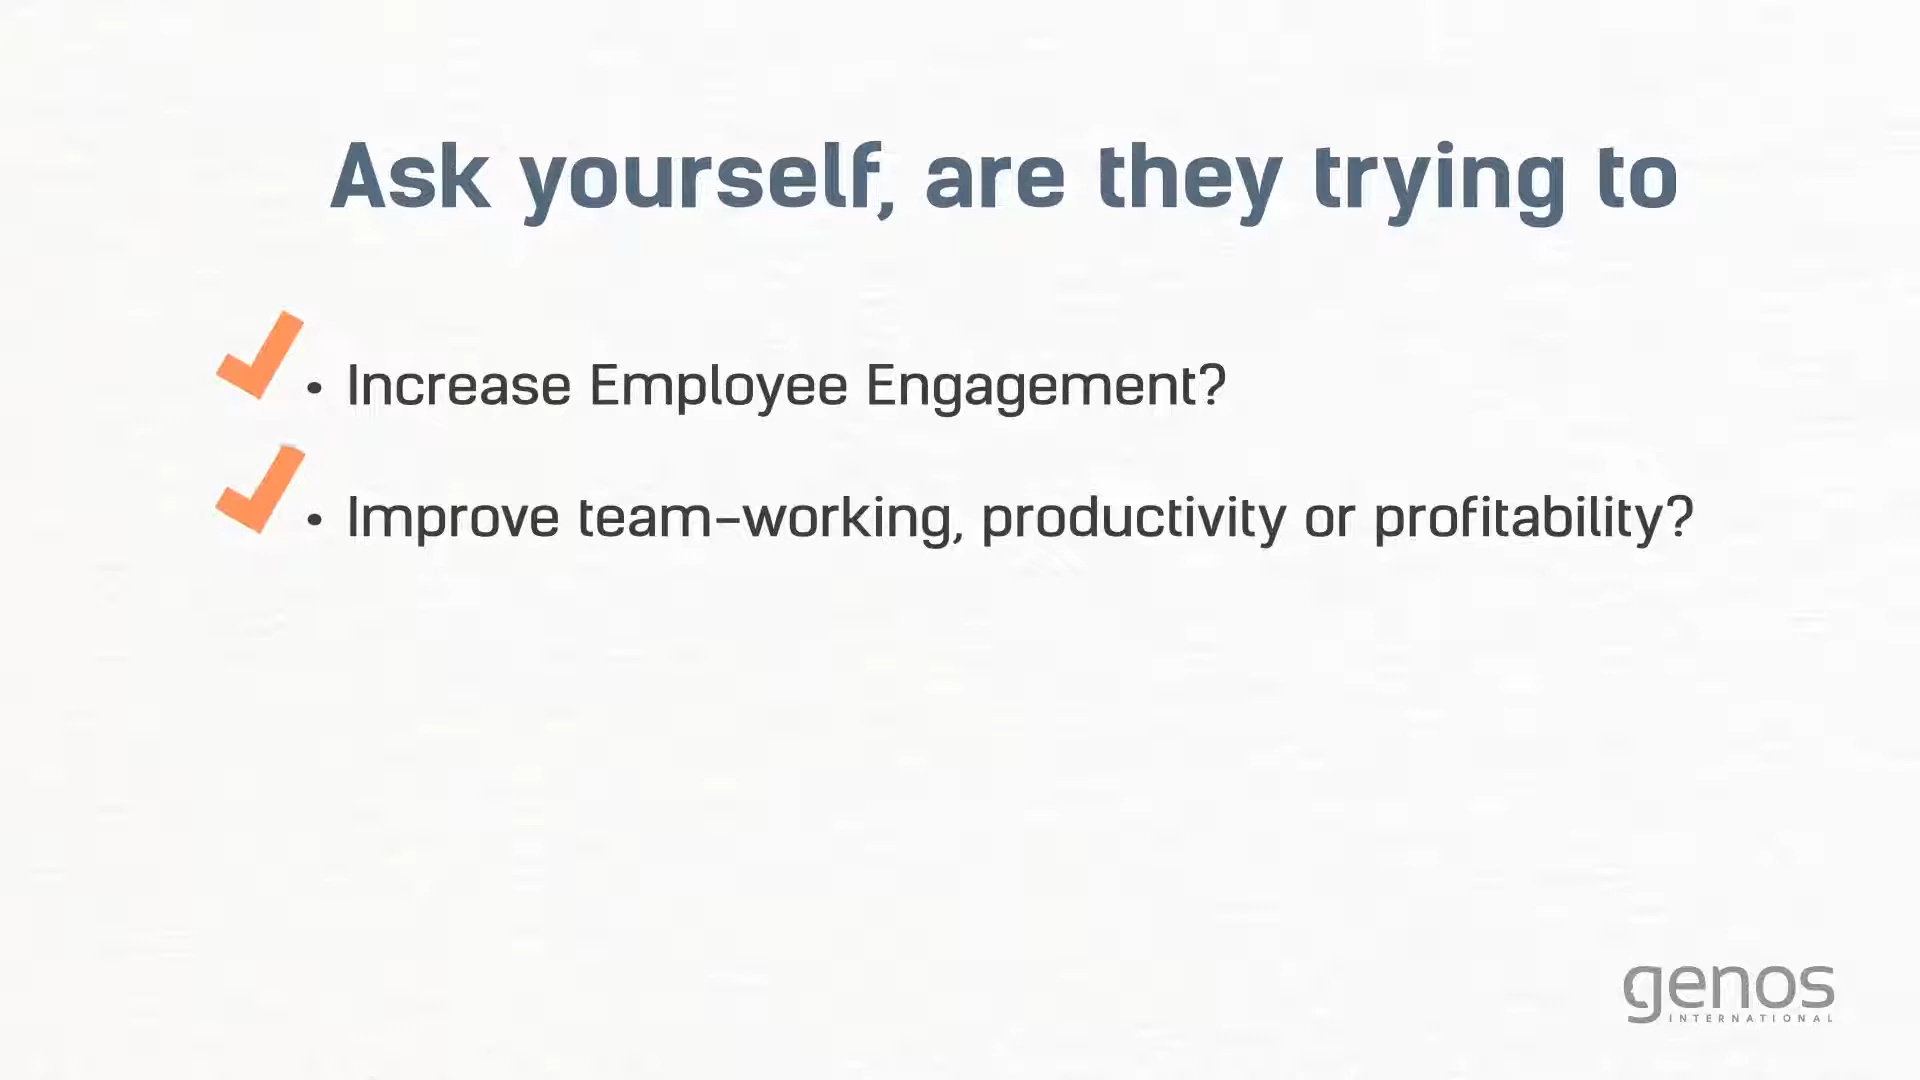 Ask yourself, are they trying to
• Increase Employee Engagement?
• Improve team-working, productivity or profitability?
genos
INTERNATIONAL